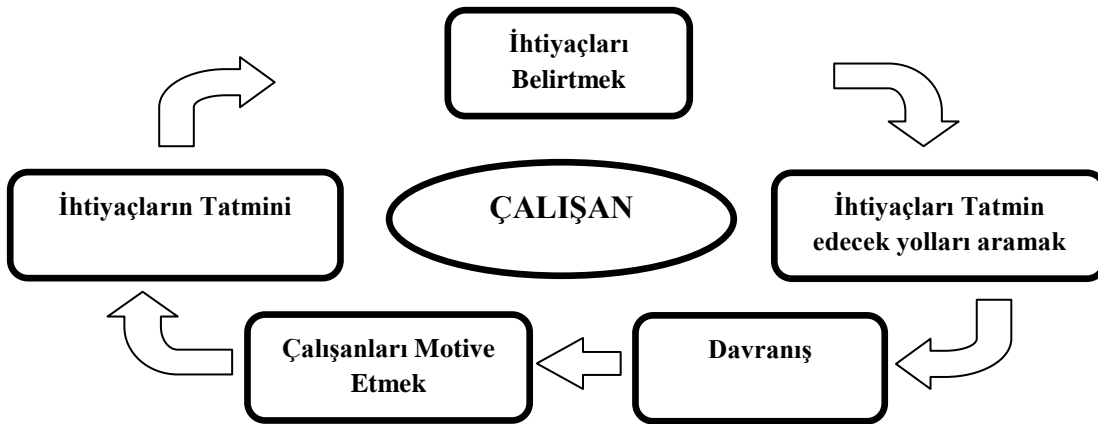 İhtiyaçları
Belirtmek
İhtiyaçların Tatmini
ÇALIŞAN
İhtiyaçları Tatmin
edecek yolları aramak
Çalışanları Motive
Etmek
Davranış